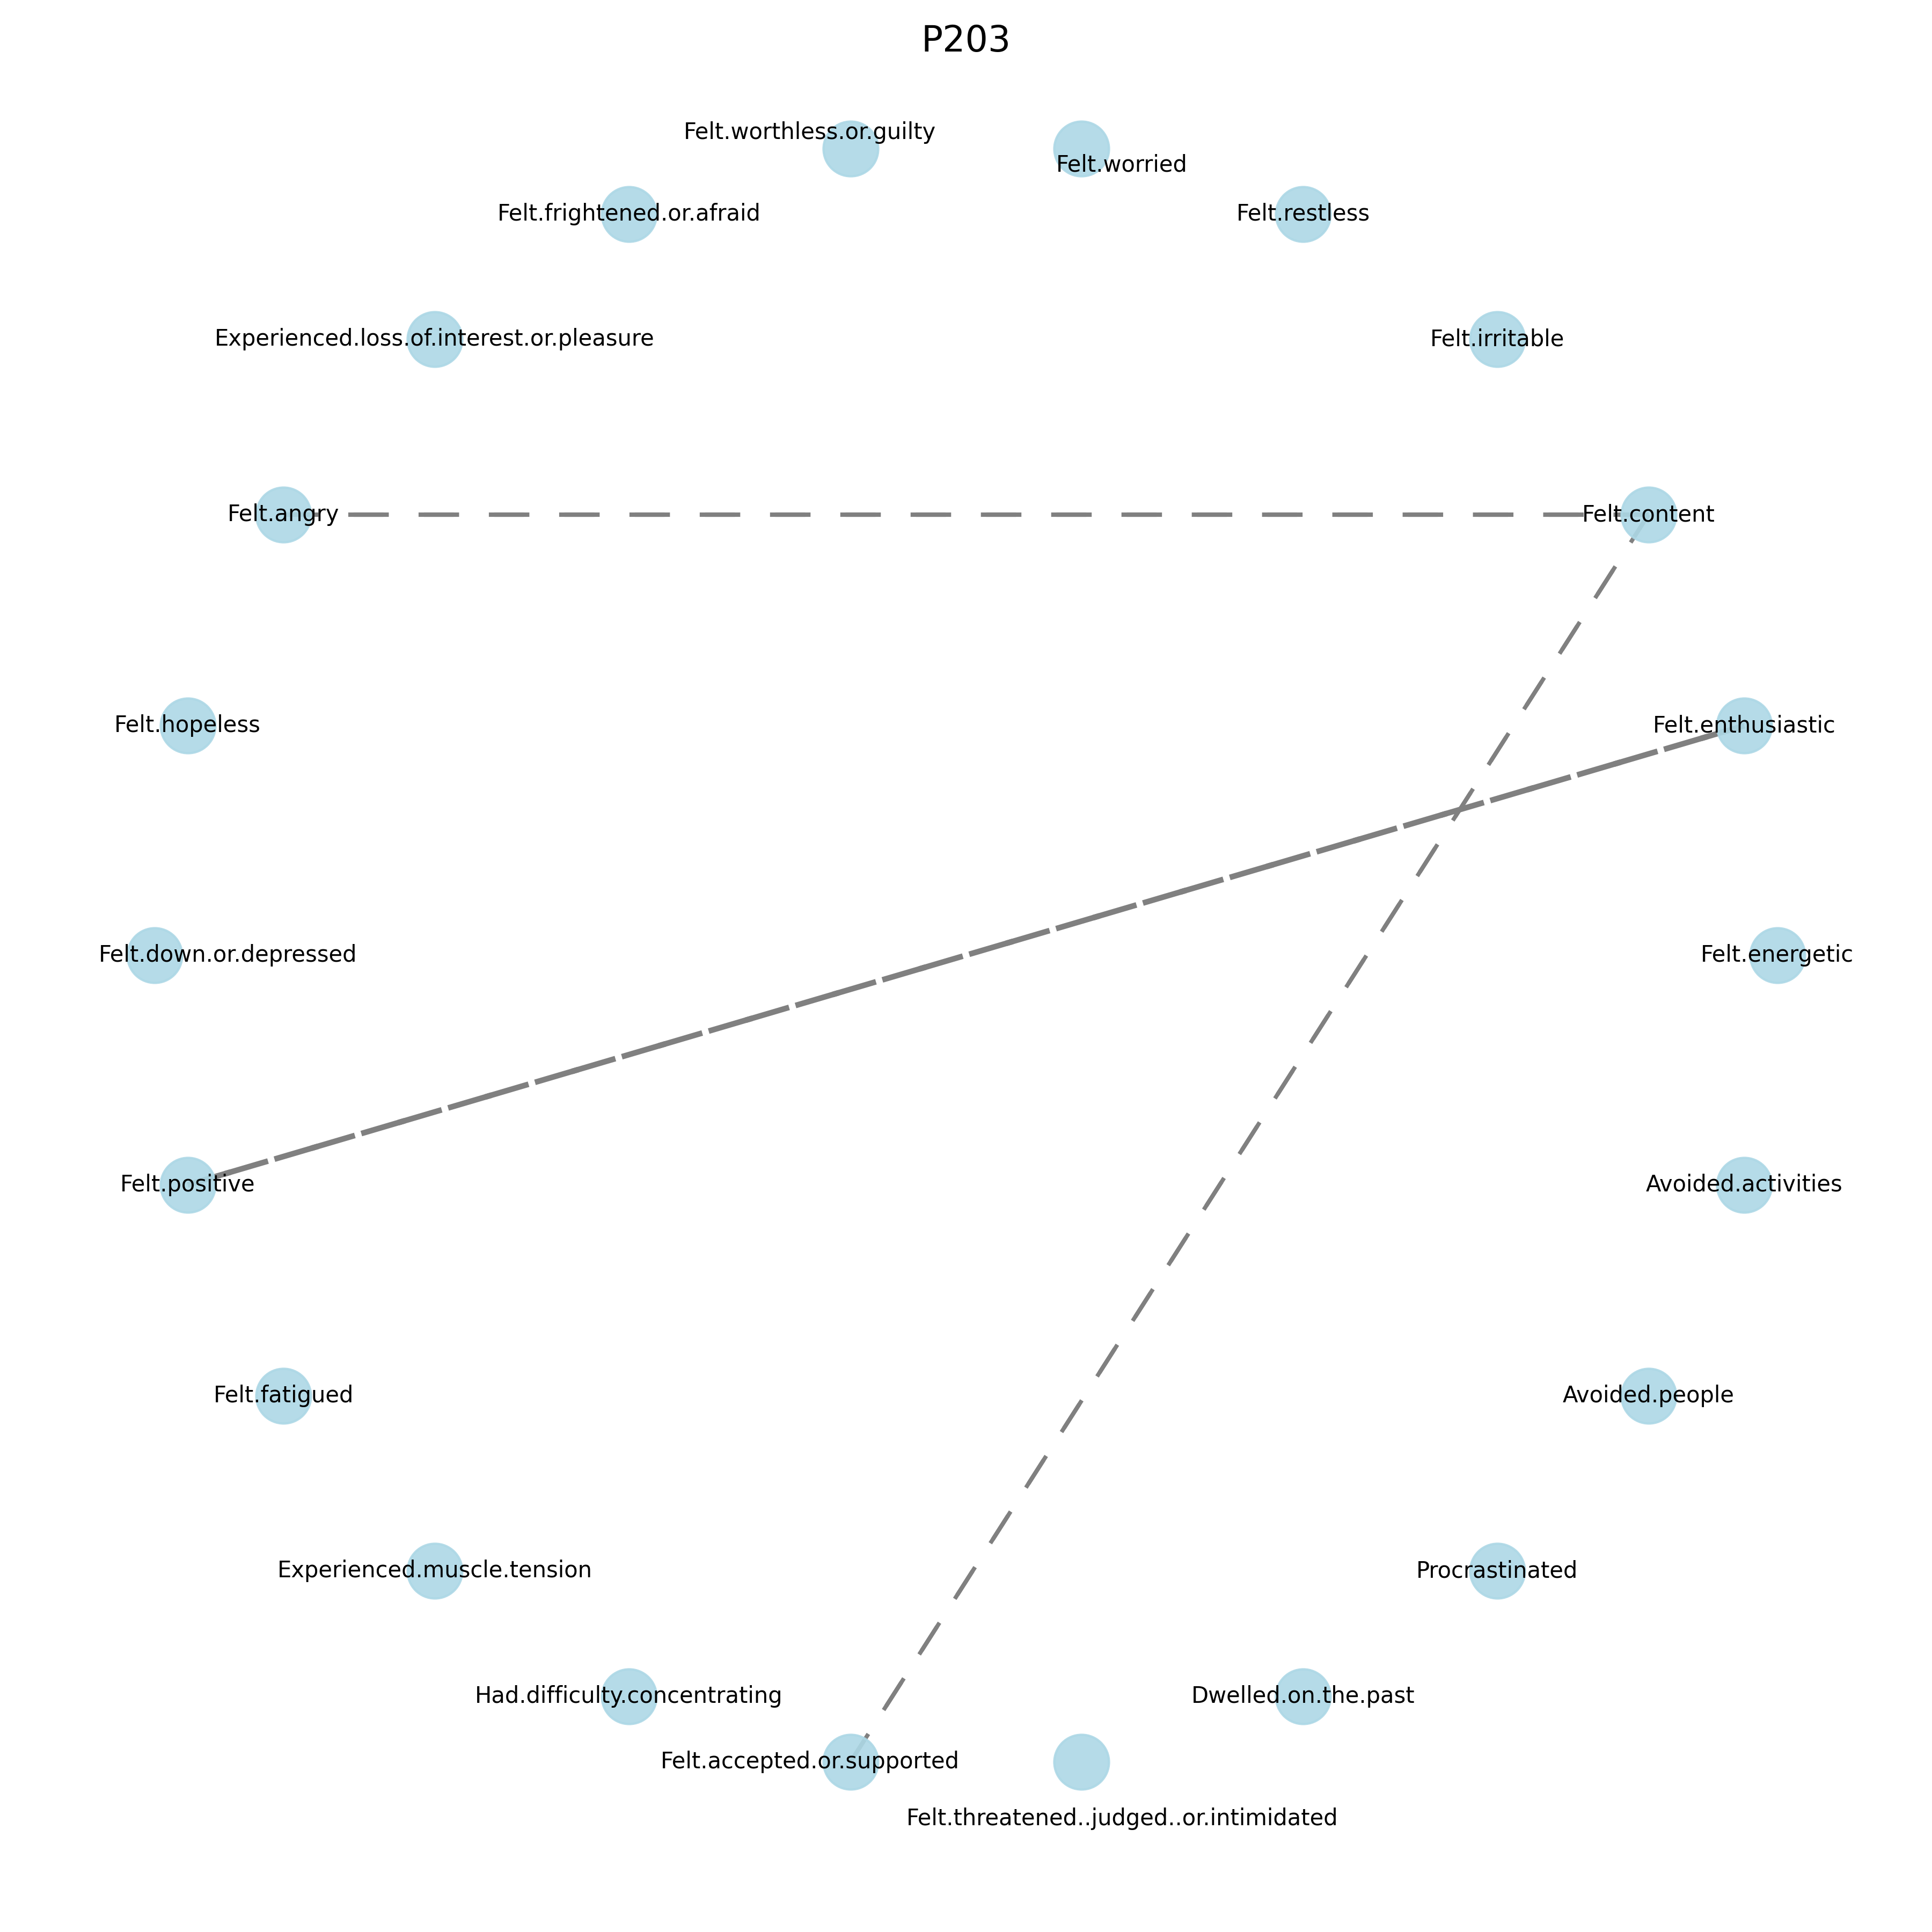 P203
Felt.worthless.or.guilty
Felt.worried
Felt.frightened.or.afraid
Felt.restless
Experienced.loss.of.interest.or.pleasure
Felt.irritable
Felt.angry
Felt.content
Felt.hopeless
Felt.enthusiastic
Felt.down.or.depressed
Felt.energetic
Felt.positive
Avoided.activities
Felt.fatigued
Avoided.people
Experienced.muscle.tension
Procrastinated
Had.difficulty.concentrating
Dwelled.on.the.past
Felt.accepted.or.supported
Felt.threatened..judged..or.intimidated